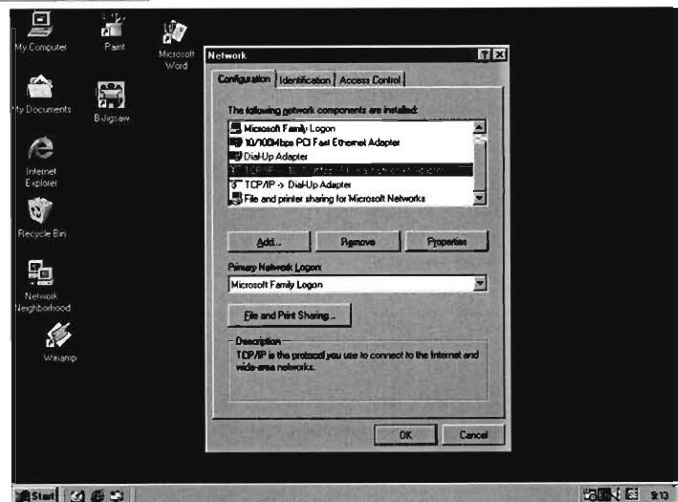 My Computer
Paint
Microsoft
Word
My Documents
BJigsaw
Internet
Explorer
Recycle Bin
Network
Neighborhood
Winamp
Network
Configuration
Identification
Access Control
The following network components are installed:
Microsoft Family Logon
10/100Mbps PCI Fast Ethernet Adapter
Dial-Up Adapter
TCP/IP ->
TCP/IP -> Dial-Up Adapter
File and printer sharing for Microsoft Networks
Add...
Remove
Properties
Primary Network Logon:
Microsoft Family Logon
File and Print Sharing...
Description
TCP/IP is the protocol you use to connect to the Internet and
wide-area networks.
OK
Cancel
Start
9:13